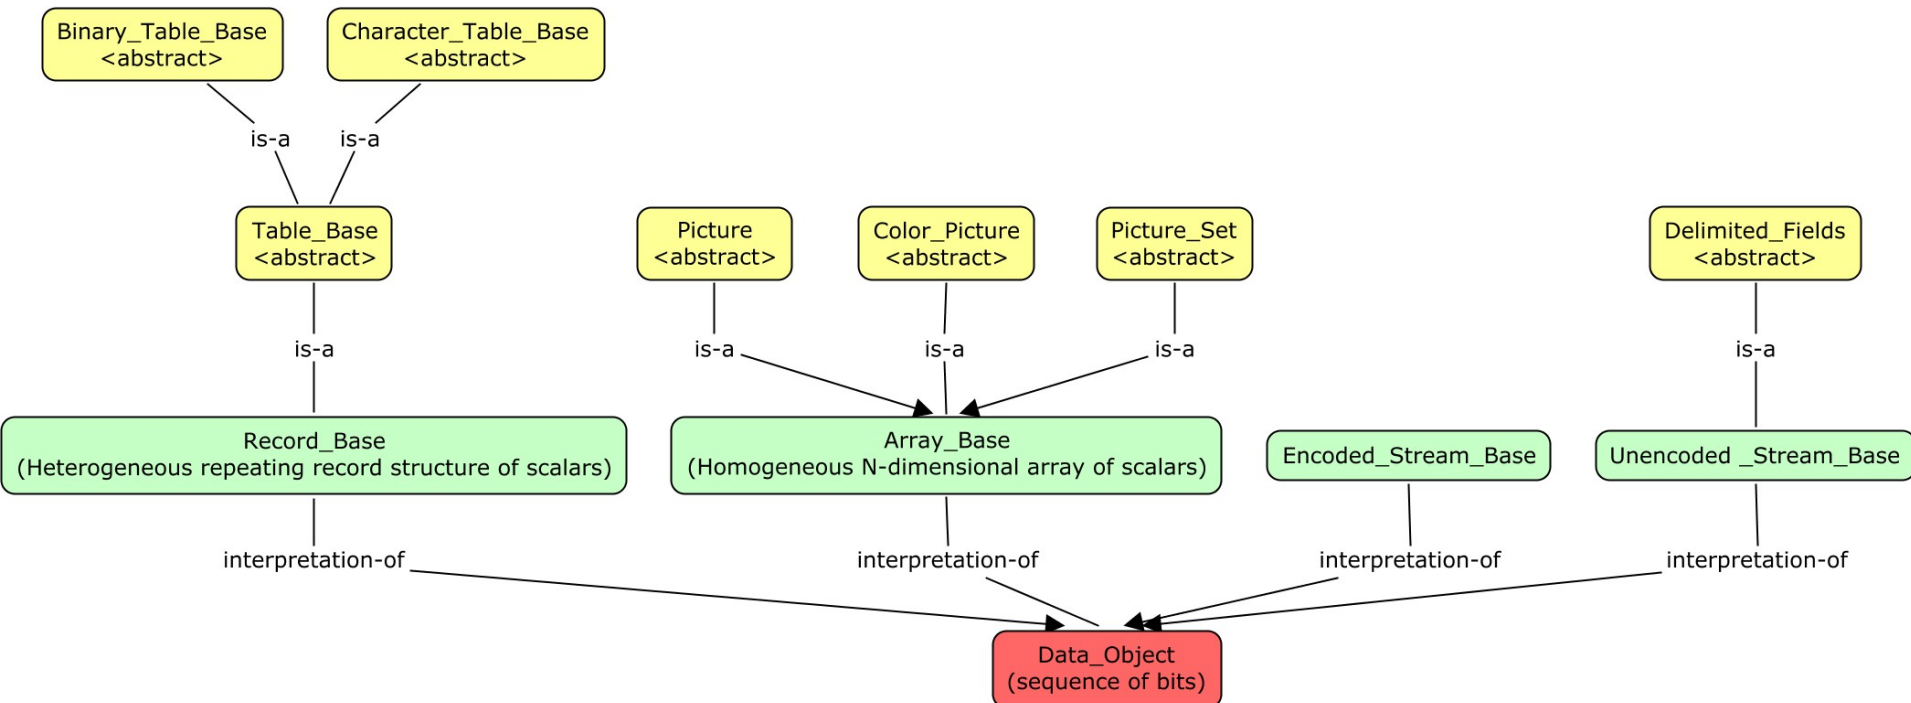 Binary_Table_Base
<abstract>
Character_Table_Base
<abstract>
is-a
is-a
Table_Base
<abstract>
Picture
<abstract>
Color_Picture
<abstract>
Picture_Set
<abstract>
Delimited_Fields
<abstract>
is-a
is-a
is-a
is-a
is-a
Record_Base
(Heterogeneous repeating record structure of scalars)
Array_Base
(Homogeneous N-dimensional array of scalars)
Encoded_Stream_Base
Unencoded _Stream_Base
interpretation-of
interpretation-of
interpretation-of
interpretation-of
Data_Object
(sequence of bits)